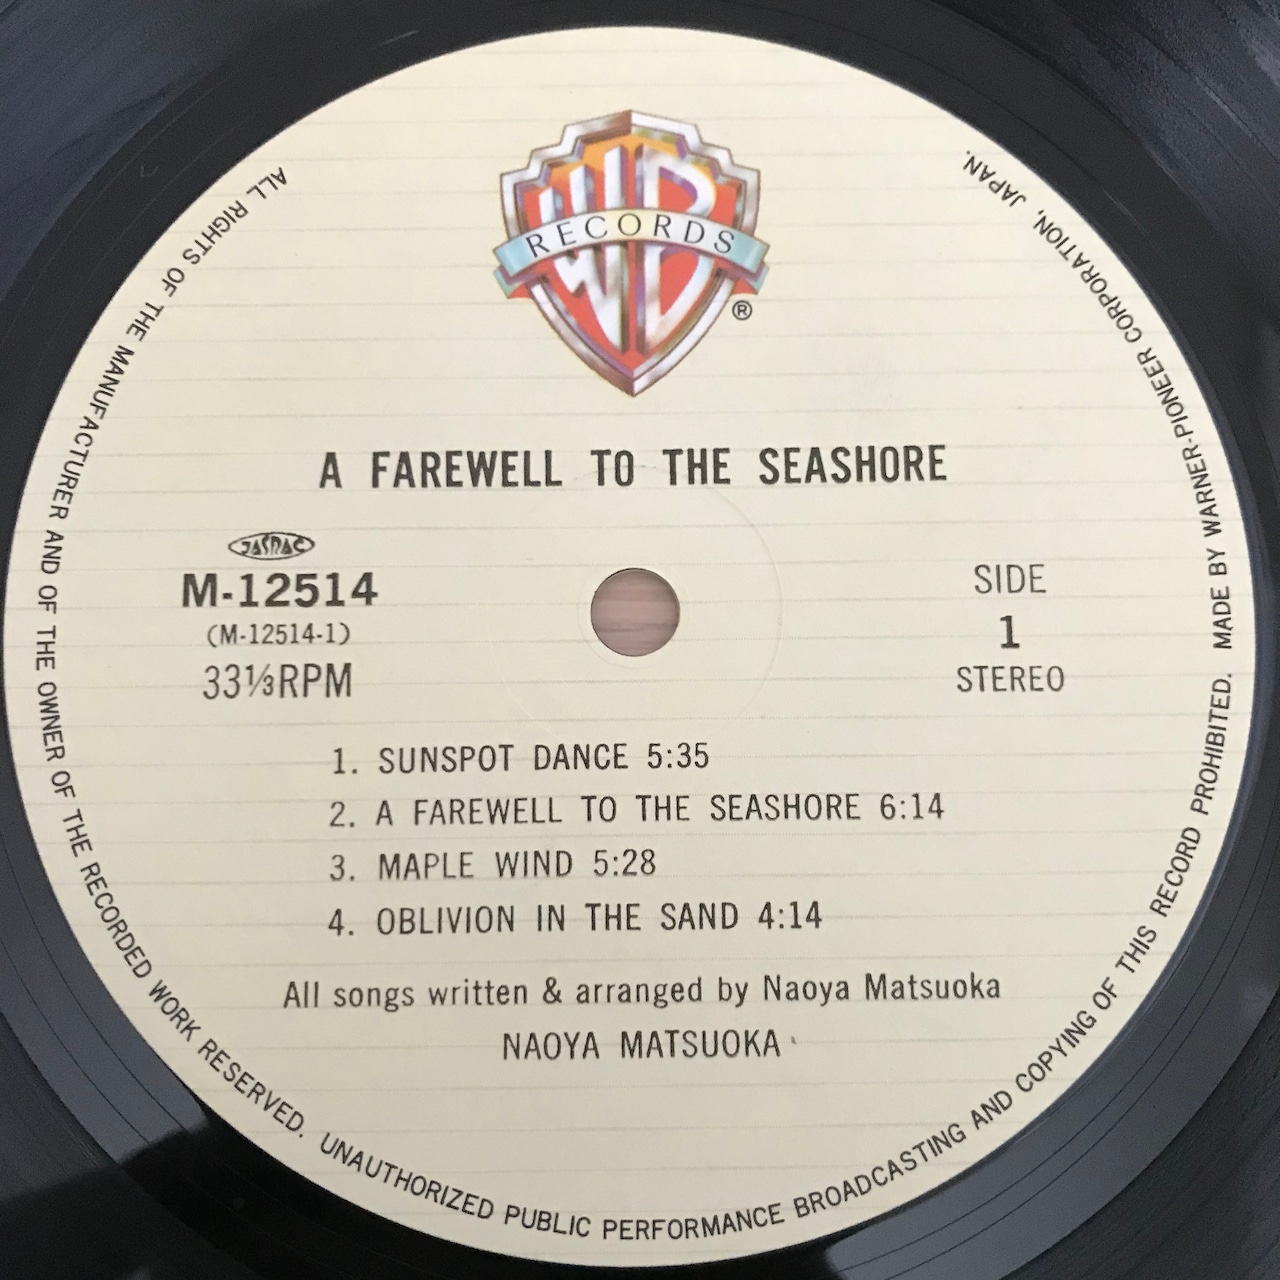 WB
RECORDS
®
A FAREWELL TO THE SEASHORE
JASRAC
M-12514
(M-12514-1)
33⅓RPM
SIDE
1
STEREO
1. SUNSPOT DANCE 5:35
2. A FAREWELL TO THE SEASHORE 6:14
3. MAPLE WIND 5:28
4. OBLIVION IN THE SAND 4:14
All songs written & arranged by Naoya Matsuoka
NAOYA MATSUOKA
ALL RIGHTS OF THE MANUFACTURER AND OF THE OWNER OF THE RECORDED WORK RESERVED. UNAUTHORIZED PUBLIC PERFORMANCE BROADCASTING AND COPYING OF THIS RECORD PROHIBITED. MADE BY WARNER-PIONEER CORPORATION, JAPAN.